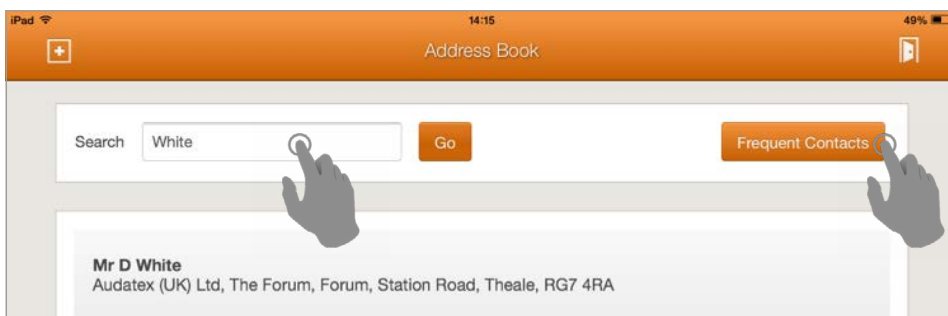 iPad 14:15 49%
Address Book
Search White Go Frequent Contacts
Mr D White
Audatex (UK) Ltd, The Forum, Forum, Station Road, Theale, RG7 4RA